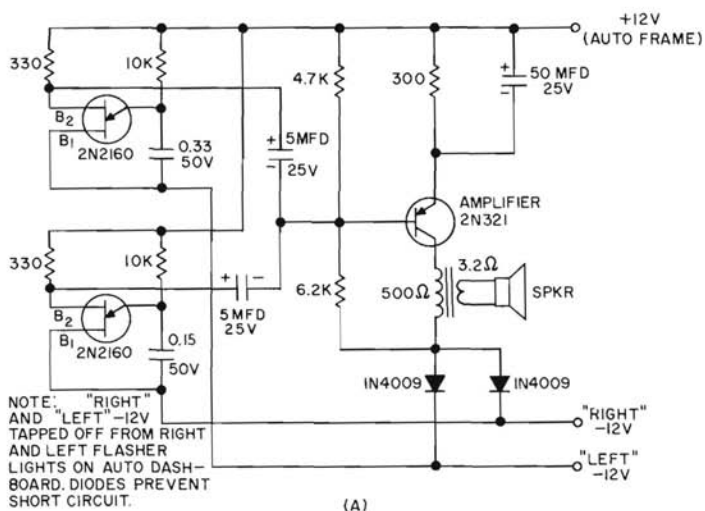 +12V
(AUTO FRAME)
330
10K
4.7K
300
+
50 MFD
-
25V
B₂
B₁
2N2160
0.33
50V
+
5MFD
-
25V
AMPLIFIER
2N321
330
10K
+ -
5MFD
25V
6.2K
500Ω
3.2Ω
SPKR
B₂
B₁
2N2160
0.15
50V
1N4009
1N4009
NOTE: "RIGHT"
AND "LEFT" -12V
TAPPED OFF FROM RIGHT
AND LEFT FLASHER
LIGHTS ON AUTO DASH-
BOARD. DIODES PREVENT
SHORT CIRCUIT.
"RIGHT"
-12V
"LEFT"
-12V
(A)